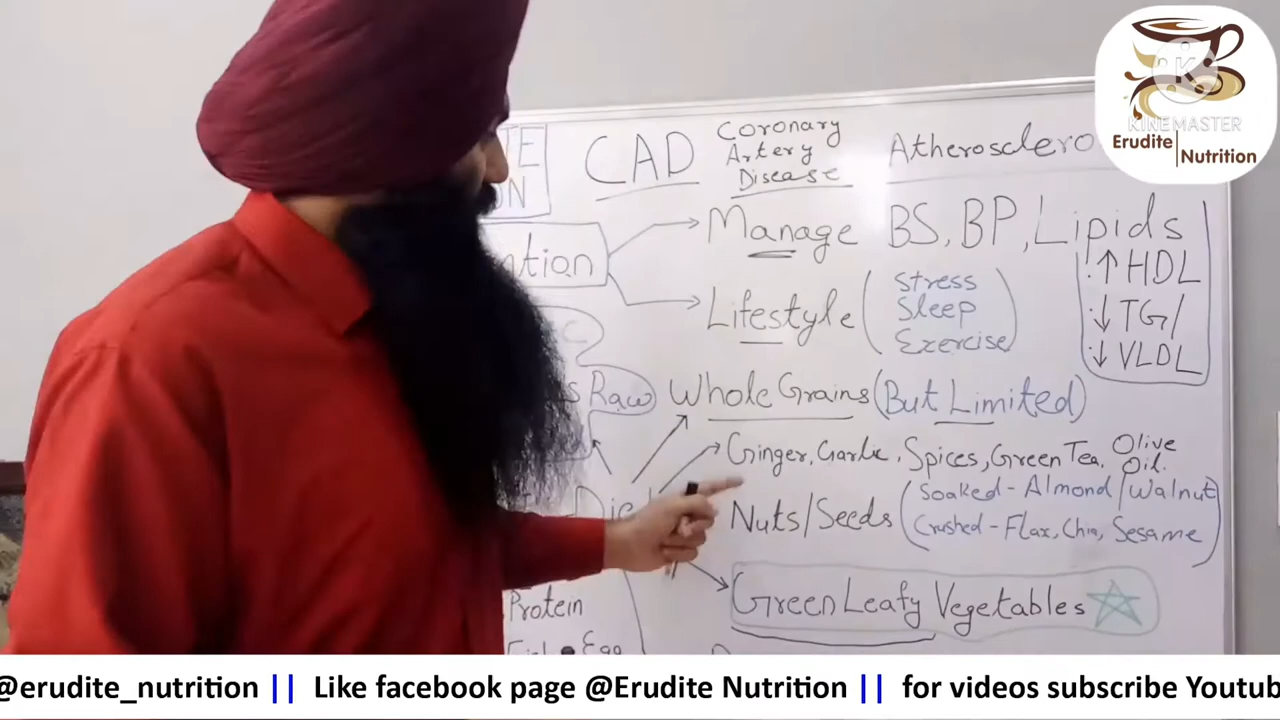 KINEMASTER
Erudite Nutrition
CAD Coronary
Artery
Disease
Atherosclero
Manage BS, BP, Lipids
↑ HDL
↓ TG/
↓ VLDL
Lifestyle (Stress
Sleep
Exercise)
Raw Whole Grains (But Limited)
Ginger, Garlic, Spices, Green Tea, Olive
Oil.
Nuts/Seeds (Soaked - Almond/Walnut
Crushed - Flax, Chia, Sesame)
Green Leafy Vegetables
Protein
Egg
@erudite_nutrition || Like facebook page @Erudite Nutrition || for videos subscribe Youtub